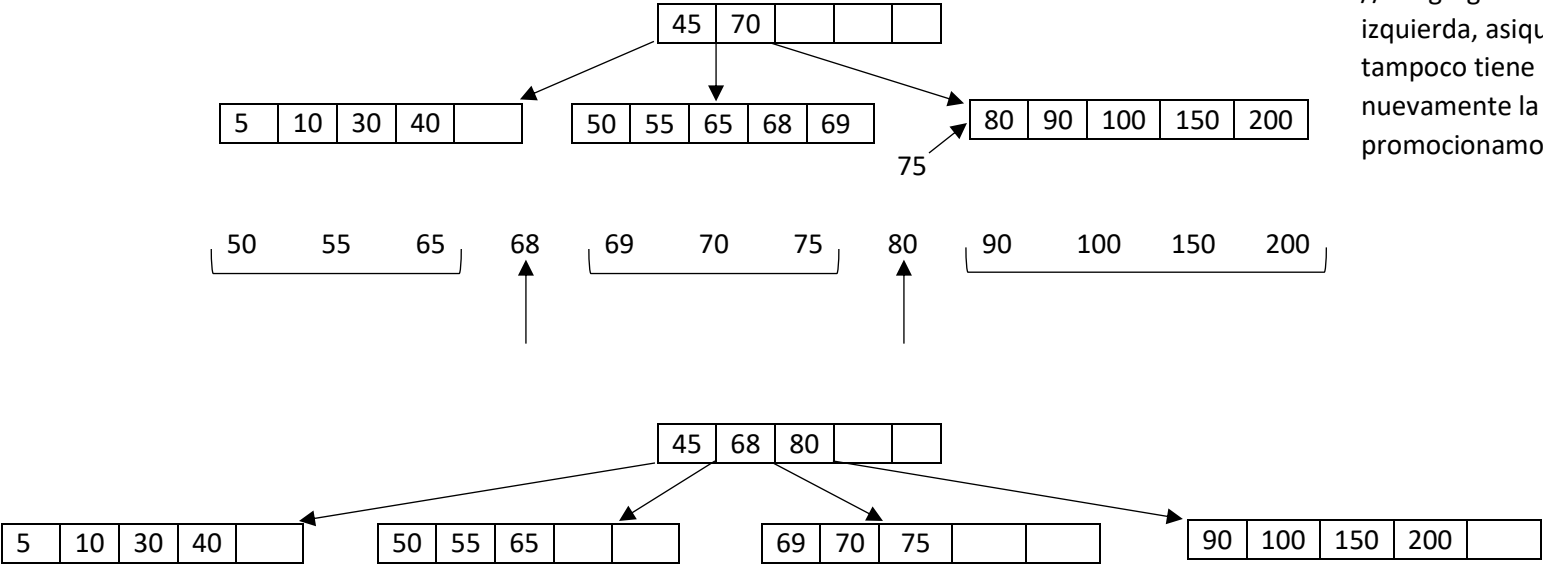 izquierda, asiqu
tampoco tiene
nuevamente la
promocionamo
45 70
5 10 30 40
50 55 65 68 69
80 90 100 150 200
75
50 55 65 68 69 70 75 80 90 100 150 200
45 68 80
5 10 30 40
50 55 65
69 70 75
90 100 150 200